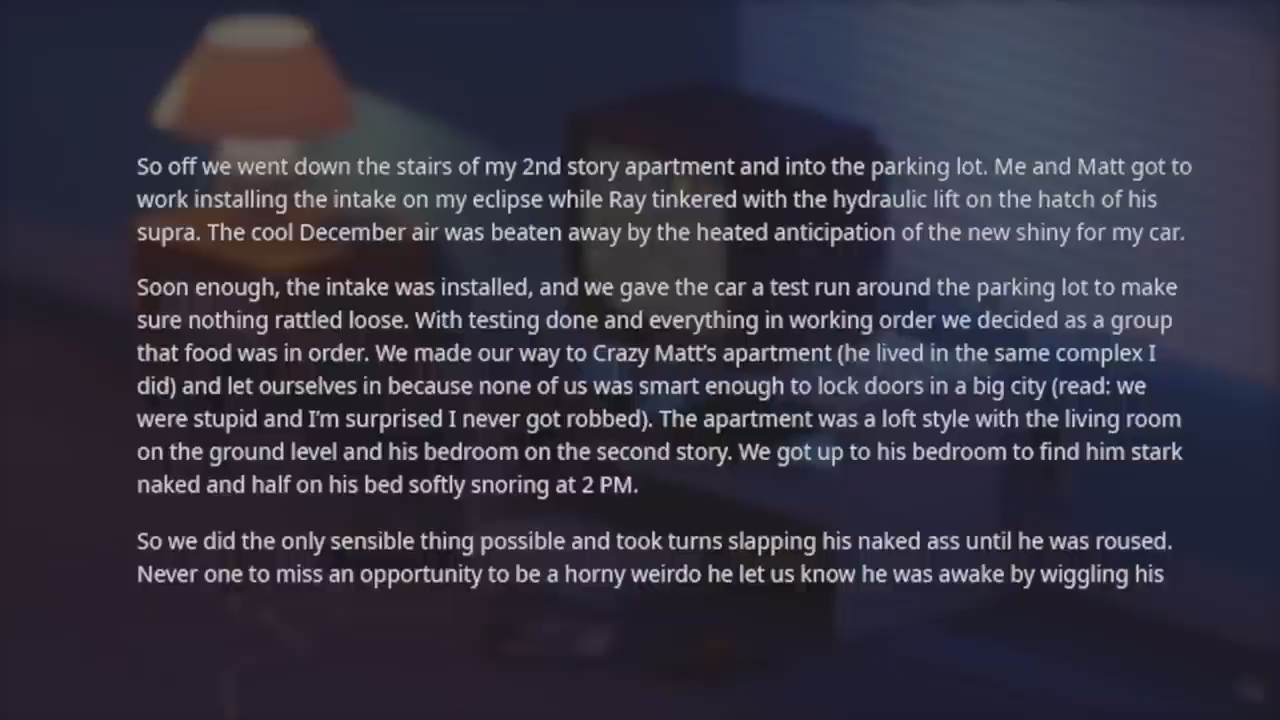 So off we went down the stairs of my 2nd story apartment and into the parking lot. Me and Matt got to
work installing the intake on my eclipse while Ray tinkered with the hydraulic lift on the hatch of his
supra. The cool December air was beaten away by the heated anticipation of the new shiny for my car.
Soon enough, the intake was installed, and we gave the car a test run around the parking lot to make
sure nothing rattled loose. With testing done and everything in working order we decided as a group
that food was in order. We made our way to Crazy Matt's apartment (he lived in the same complex I
did) and let ourselves in because none of us was smart enough to lock doors in a big city (read: we
were stupid and I'm surprised I never got robbed). The apartment was a loft style with the living room
on the ground level and his bedroom on the second story. We got up to his bedroom to find him stark
naked and half on his bed softly snoring at 2 PM.
So we did the only sensible thing possible and took turns slapping his naked ass until he was roused.
Never one to miss an opportunity to be a horny weirdo he let us know he was awake by wiggling his